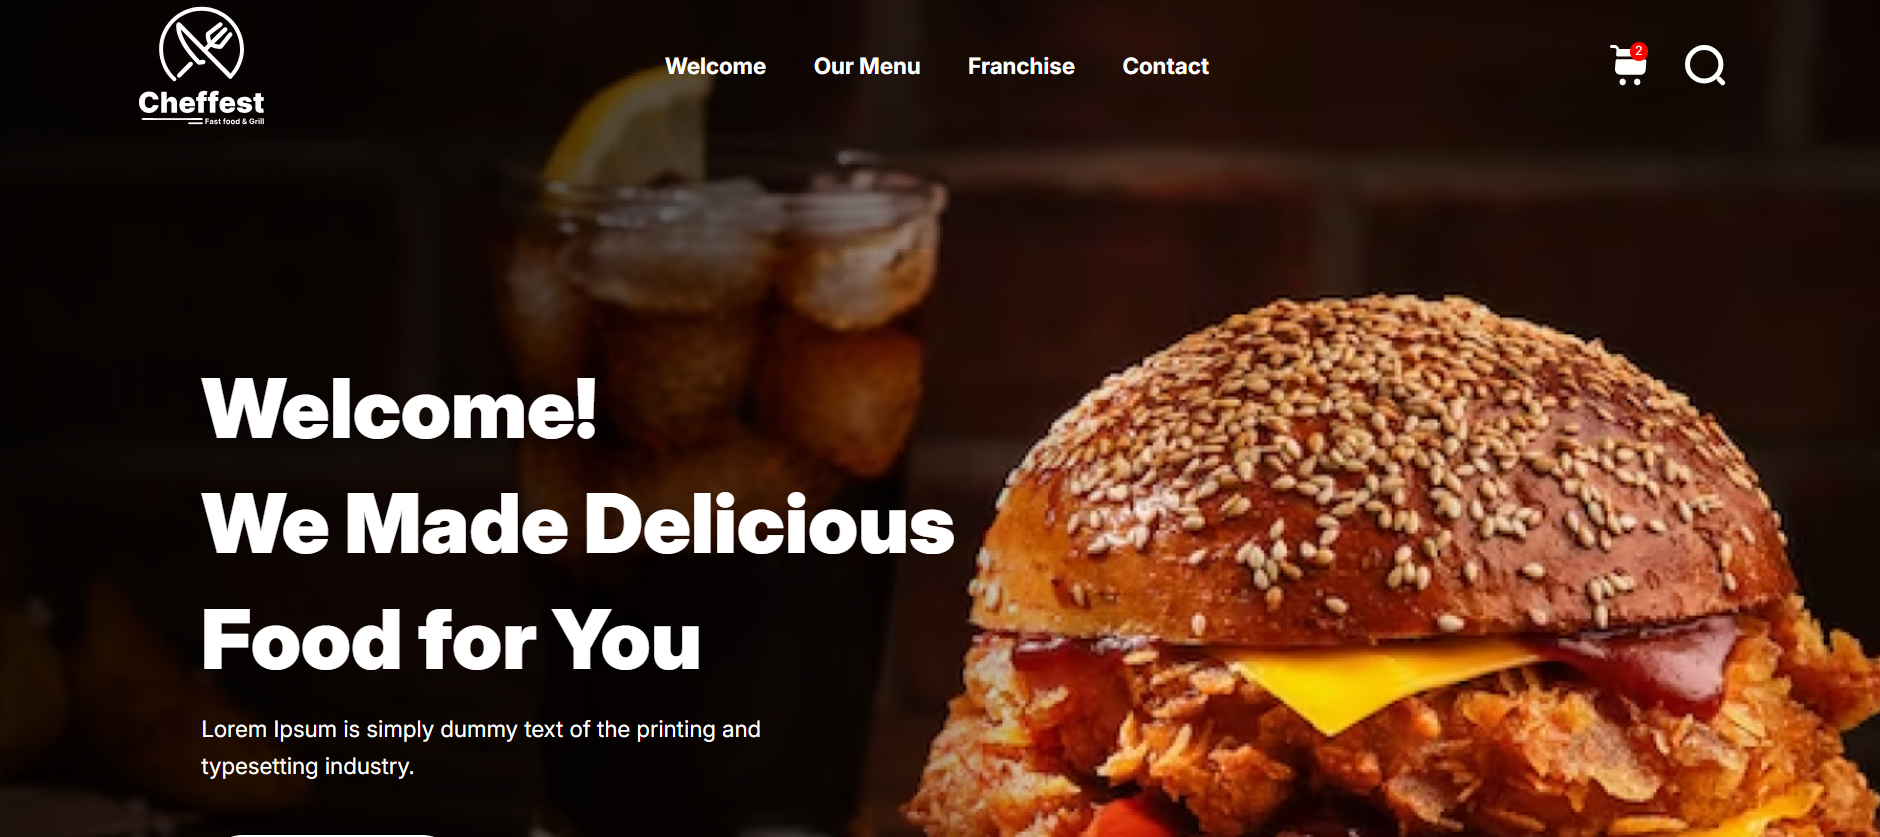 Cheffest
Fast food & Grill
Welcome
Our Menu
Franchise
Contact
2
Welcome!
We Made Delicious
Food for You
Lorem Ipsum is simply dummy text of the printing and
typesetting industry.